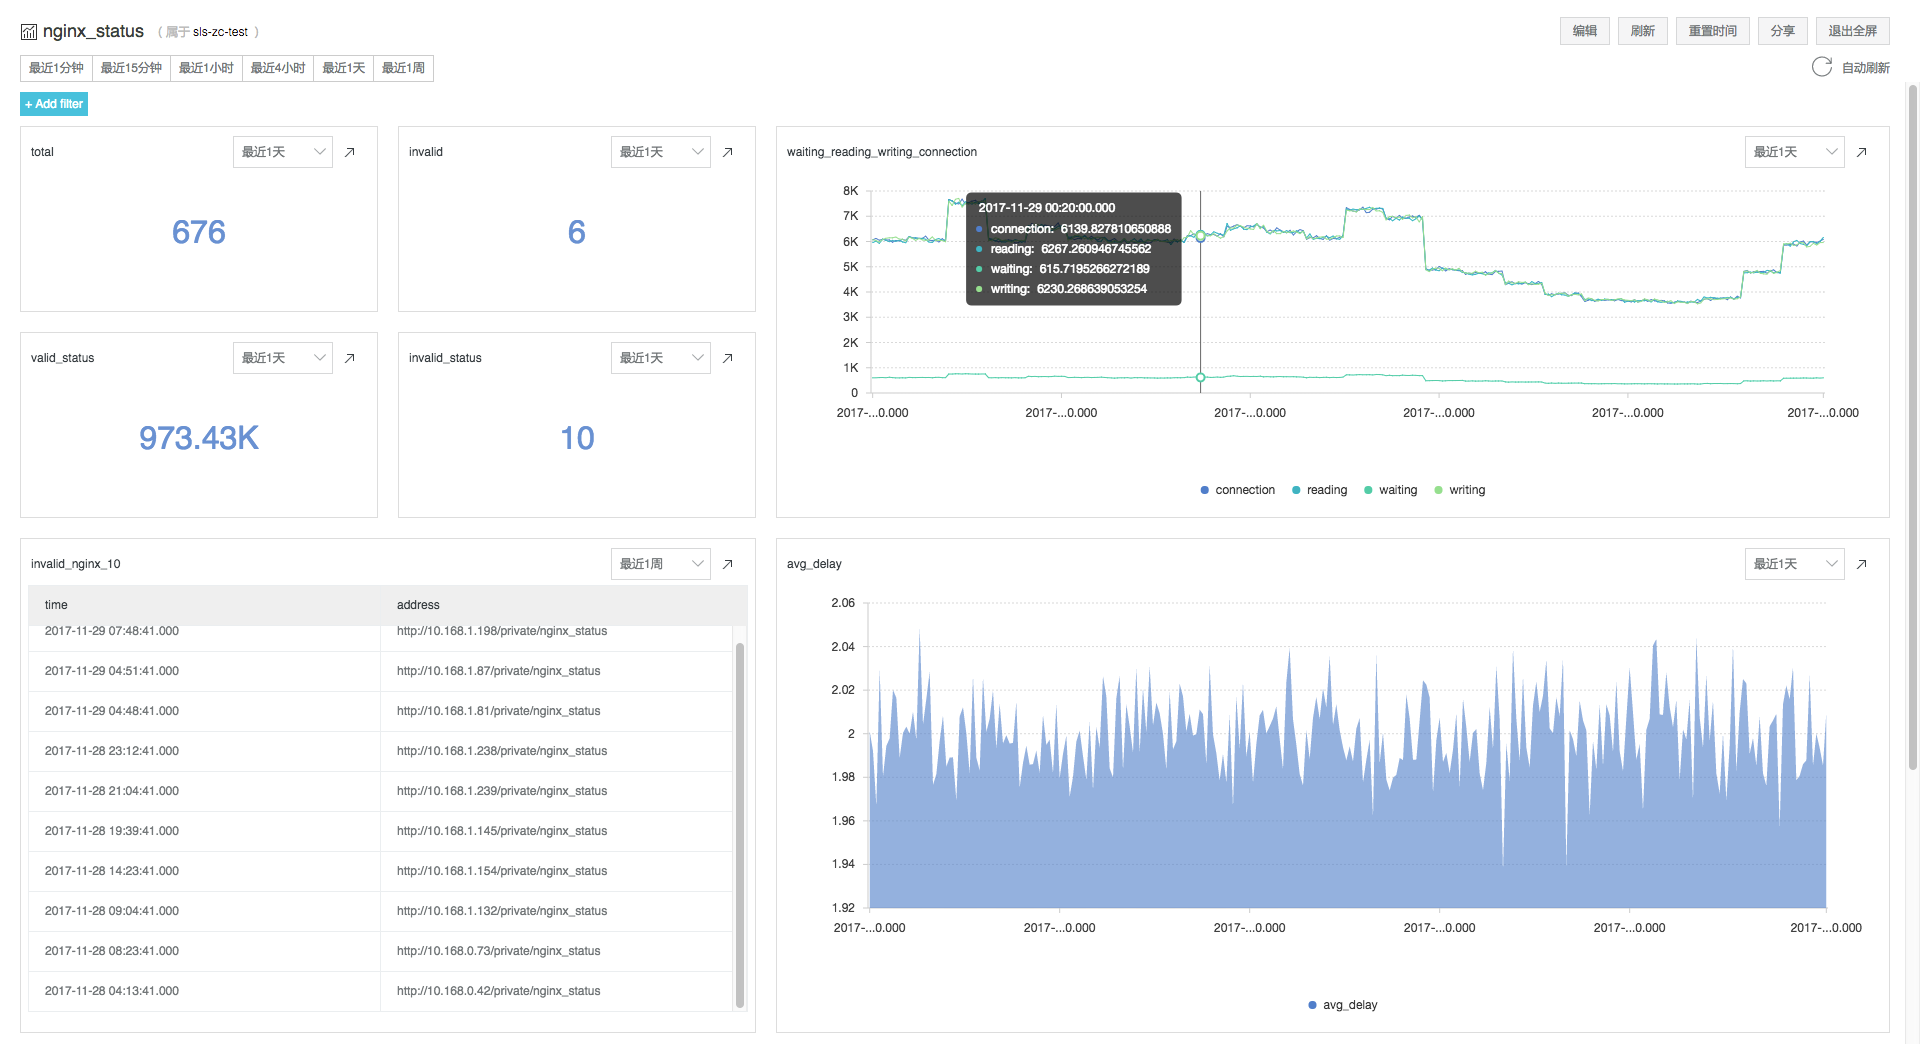 nginx_status （ 属于 sls-zc-test ）
编辑 刷新 重置时间 分享 退出全屏
最近1分钟 最近15分钟 最近1小时 最近4小时 最近1天 最近1周
自动刷新
+ Add filter
total 最近1天
676
invalid 最近1天
6
valid_status 最近1天
973.43K
invalid_status 最近1天
10
waiting_reading_writing_connection 最近1天
8K
7K
6K
5K
4K
3K
2K
1K
0
2017-11-29 00:20:00.000
connection: 6139.827810650888
reading: 6267.260946745562
waiting: 615.7195266272189
writing: 6230.268639053254
2017-...0.000 2017-...0.000 2017-...0.000 2017-...0.000 2017-...0.000 2017-...0.000
connection reading waiting writing
invalid_nginx_10 最近1周
time address
2017-11-29 07:48:41.000 http://10.168.1.198/private/nginx_status
2017-11-29 04:51:41.000 http://10.168.1.87/private/nginx_status
2017-11-29 04:48:41.000 http://10.168.1.81/private/nginx_status
2017-11-28 23:12:41.000 http://10.168.1.238/private/nginx_status
2017-11-28 21:04:41.000 http://10.168.1.239/private/nginx_status
2017-11-28 19:39:41.000 http://10.168.1.145/private/nginx_status
2017-11-28 14:23:41.000 http://10.168.1.154/private/nginx_status
2017-11-28 09:04:41.000 http://10.168.1.132/private/nginx_status
2017-11-28 08:23:41.000 http://10.168.0.73/private/nginx_status
2017-11-28 04:13:41.000 http://10.168.0.42/private/nginx_status
avg_delay 最近1天
2.06
2.04
2.02
2
1.98
1.96
1.94
1.92
2017-...0.000 2017-...0.000 2017-...0.000 2017-...0.000 2017-...0.000 2017-...0.000
avg_delay